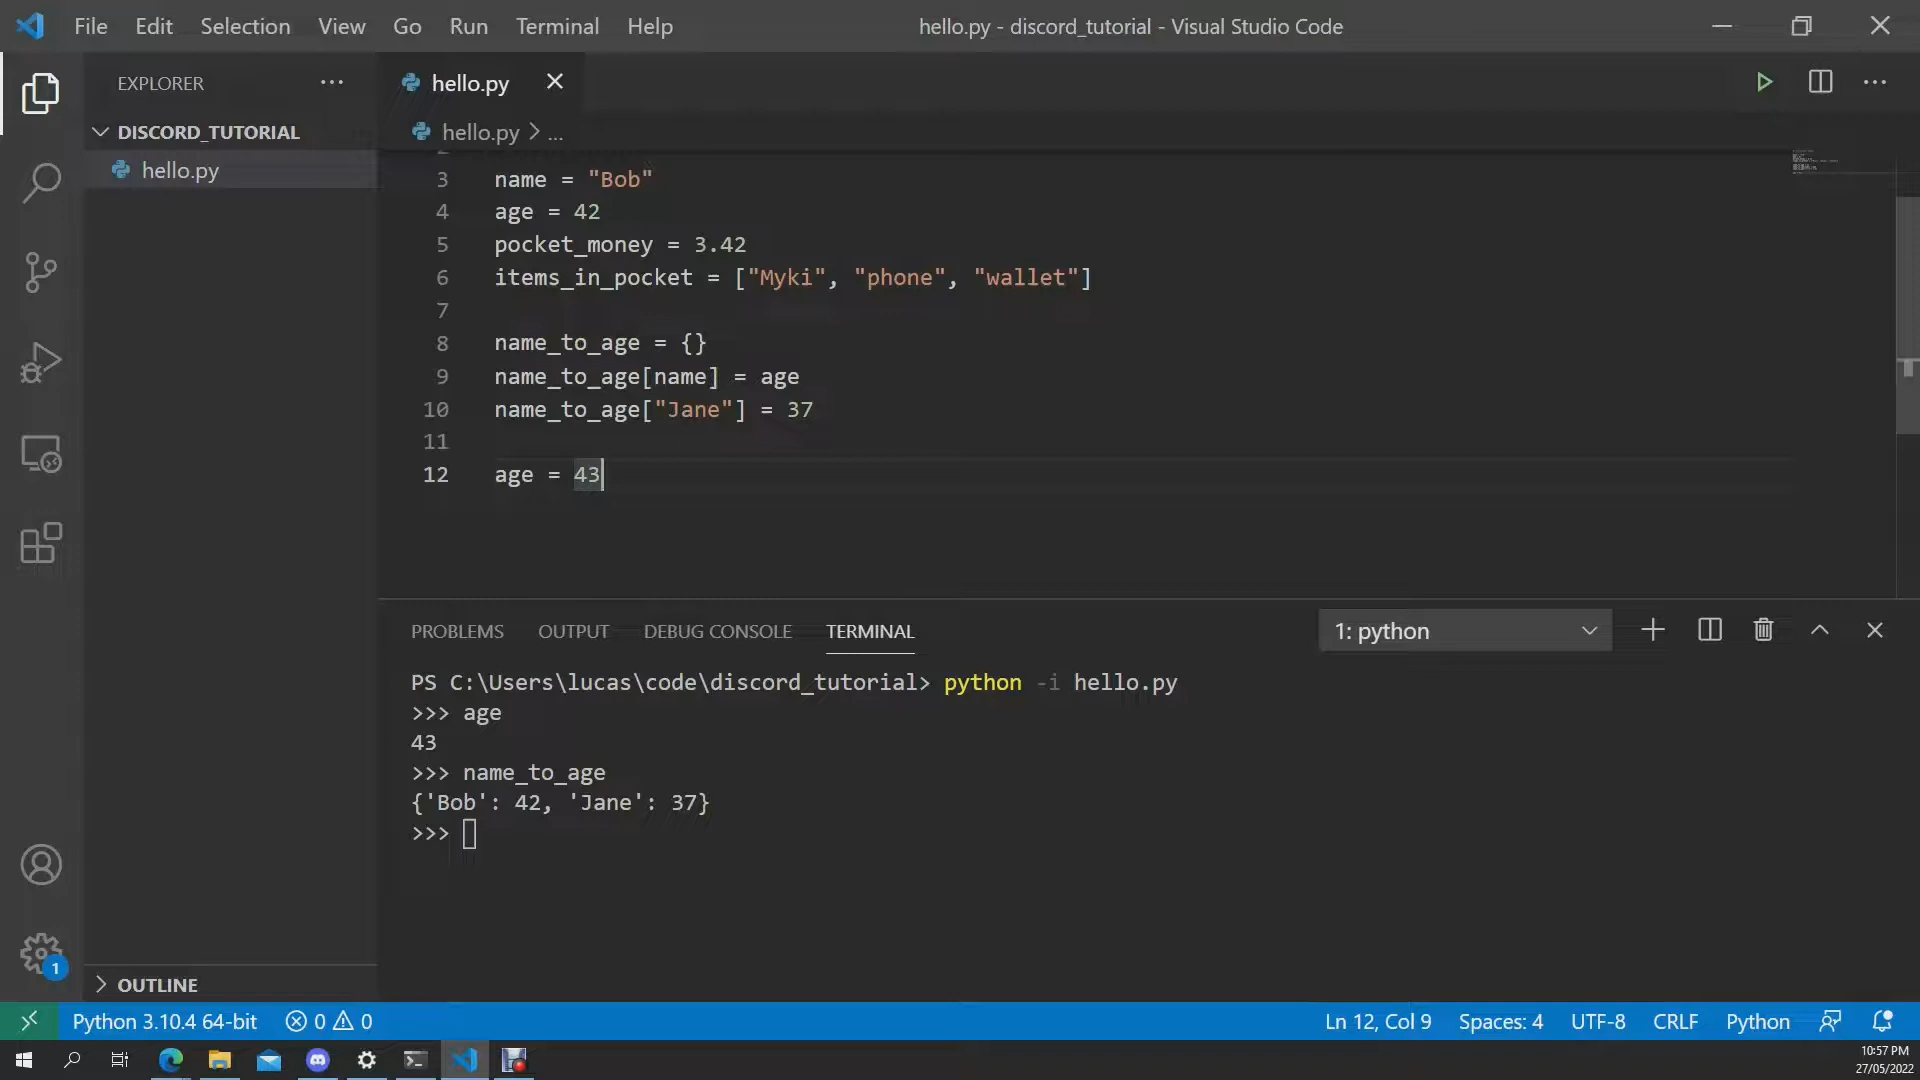 File Edit Selection View Go Run Terminal Help hello.py - discord_tutorial - Visual Studio Code
EXPLORER ... hello.py
DISCORD_TUTORIAL
hello.py
hello.py > ...
3 name = "Bob"
4 age = 42
5 pocket_money = 3.42
6 items_in_pocket = ["Myki", "phone", "wallet"]
7
8 name_to_age = {}
9 name_to_age[name] = age
10 name_to_age["Jane"] = 37
11
12 age = 43
PROBLEMS OUTPUT DEBUG CONSOLE TERMINAL 1: python
PS C:\Users\lucas\code\discord_tutorial> python -i hello.py
>>> age
43
>>> name_to_age
{'Bob': 42, 'Jane': 37}
>>>
1
OUTLINE
Python 3.10.4 64-bit 0 0 Ln 12, Col 9 Spaces: 4 UTF-8 CRLF Python
10:57 PM
27/05/2022